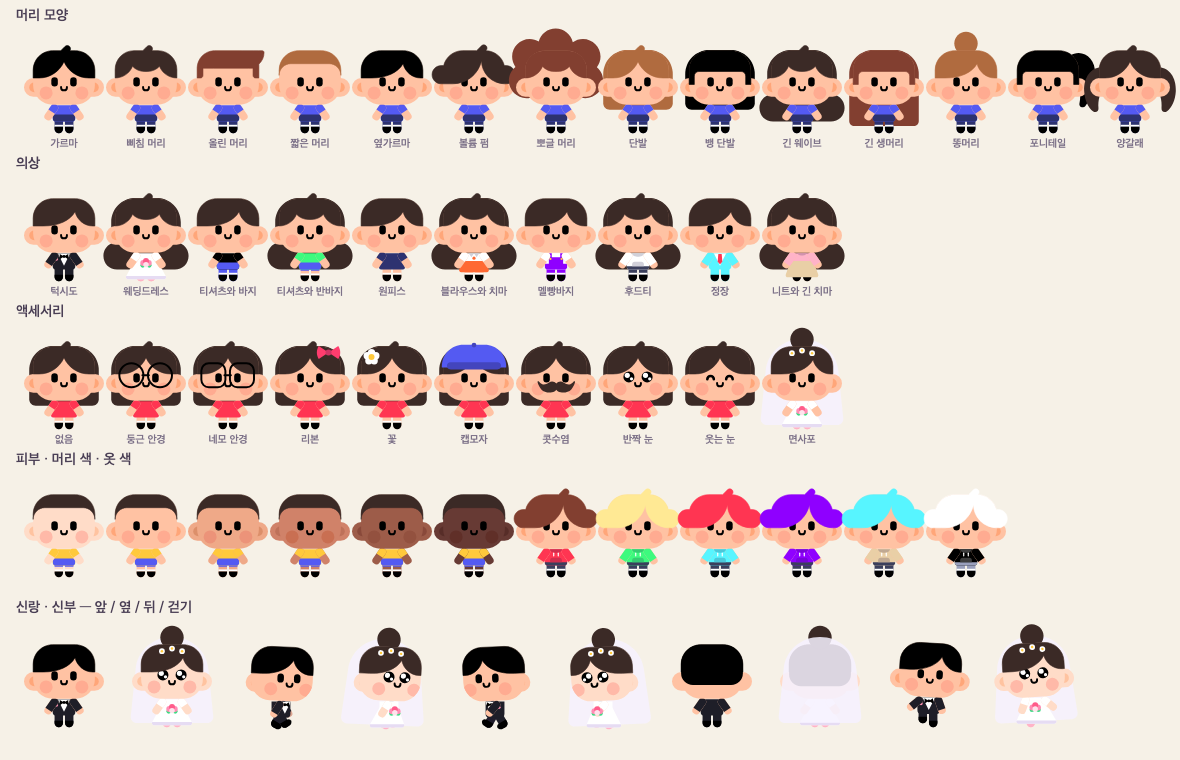 머리 모양
가르마 삐침 머리 올린 머리 짧은 머리 옆가르마 볼륨 펌 뽀글 머리 단발 뱅 단발 긴 웨이브 긴 생머리 똥머리 포니테일 양갈래
의상
턱시도 웨딩드레스 티셔츠와 바지 티셔츠와 반바지 원피스 블라우스와 치마 멜빵바지 후드티 정장 니트와 긴 치마
액세서리
없음 둥근 안경 네모 안경 리본 꽃 캡모자 콧수염 반짝 눈 웃는 눈 면사포
피부 · 머리 색 · 옷 색
신랑 · 신부 — 앞 / 옆 / 뒤 / 걷기